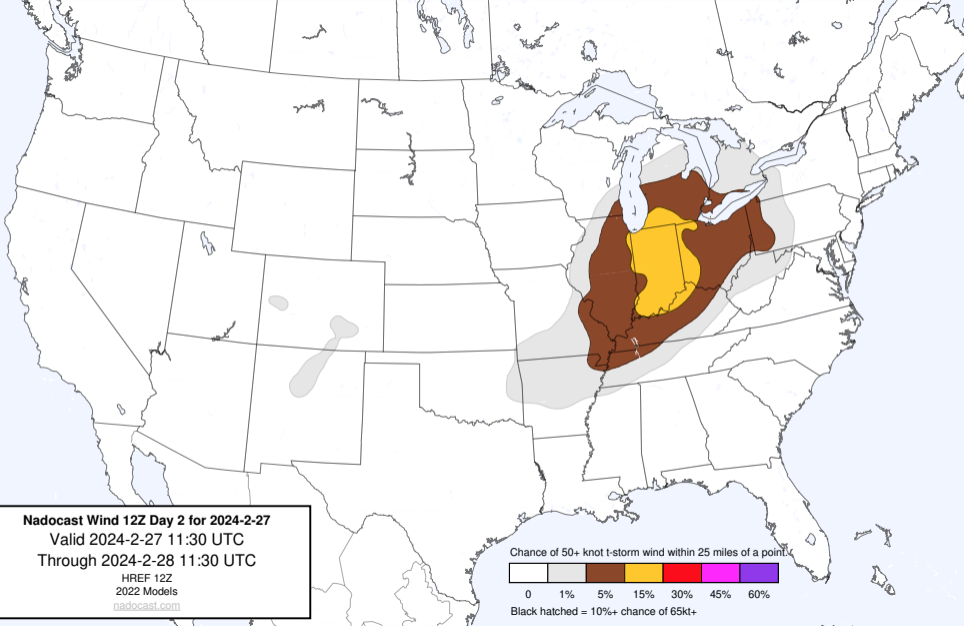 Nadocast Wind 12Z Day 2 for 2024-2-27
Valid 2024-2-27 11:30 UTC
Through 2024-2-28 11:30 UTC
HREF 12Z
2022 Models
nadocast.com
Chance of 50+ knot t-storm wind within 25 miles of a point.
0 1% 5% 15% 30% 45% 60%
Black hatched = 10%+ chance of 65kt+